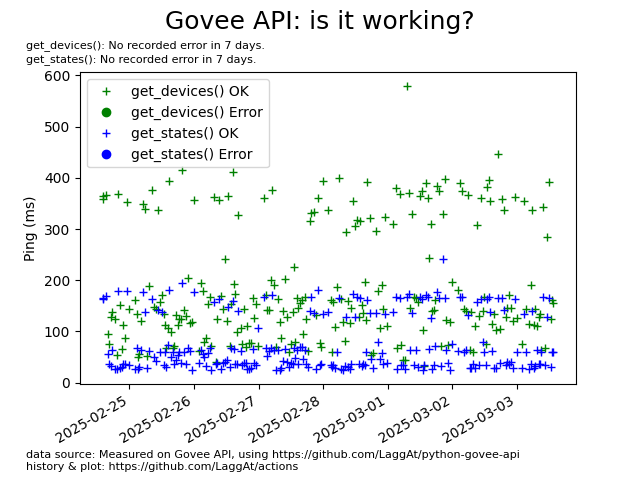 Govee API: is it working?
get_devices(): No recorded error in 7 days.
get_states(): No recorded error in 7 days.
get_devices() OK
get_devices() Error
get_states() OK
get_states() Error
Ping (ms)
600
500
400
300
200
100
0
2025-02-25
2025-02-26
2025-02-27
2025-02-28
2025-03-01
2025-03-02
2025-03-03
data source: Measured on Govee API, using https://github.com/LaggAt/python-govee-api
history & plot: https://github.com/LaggAt/actions